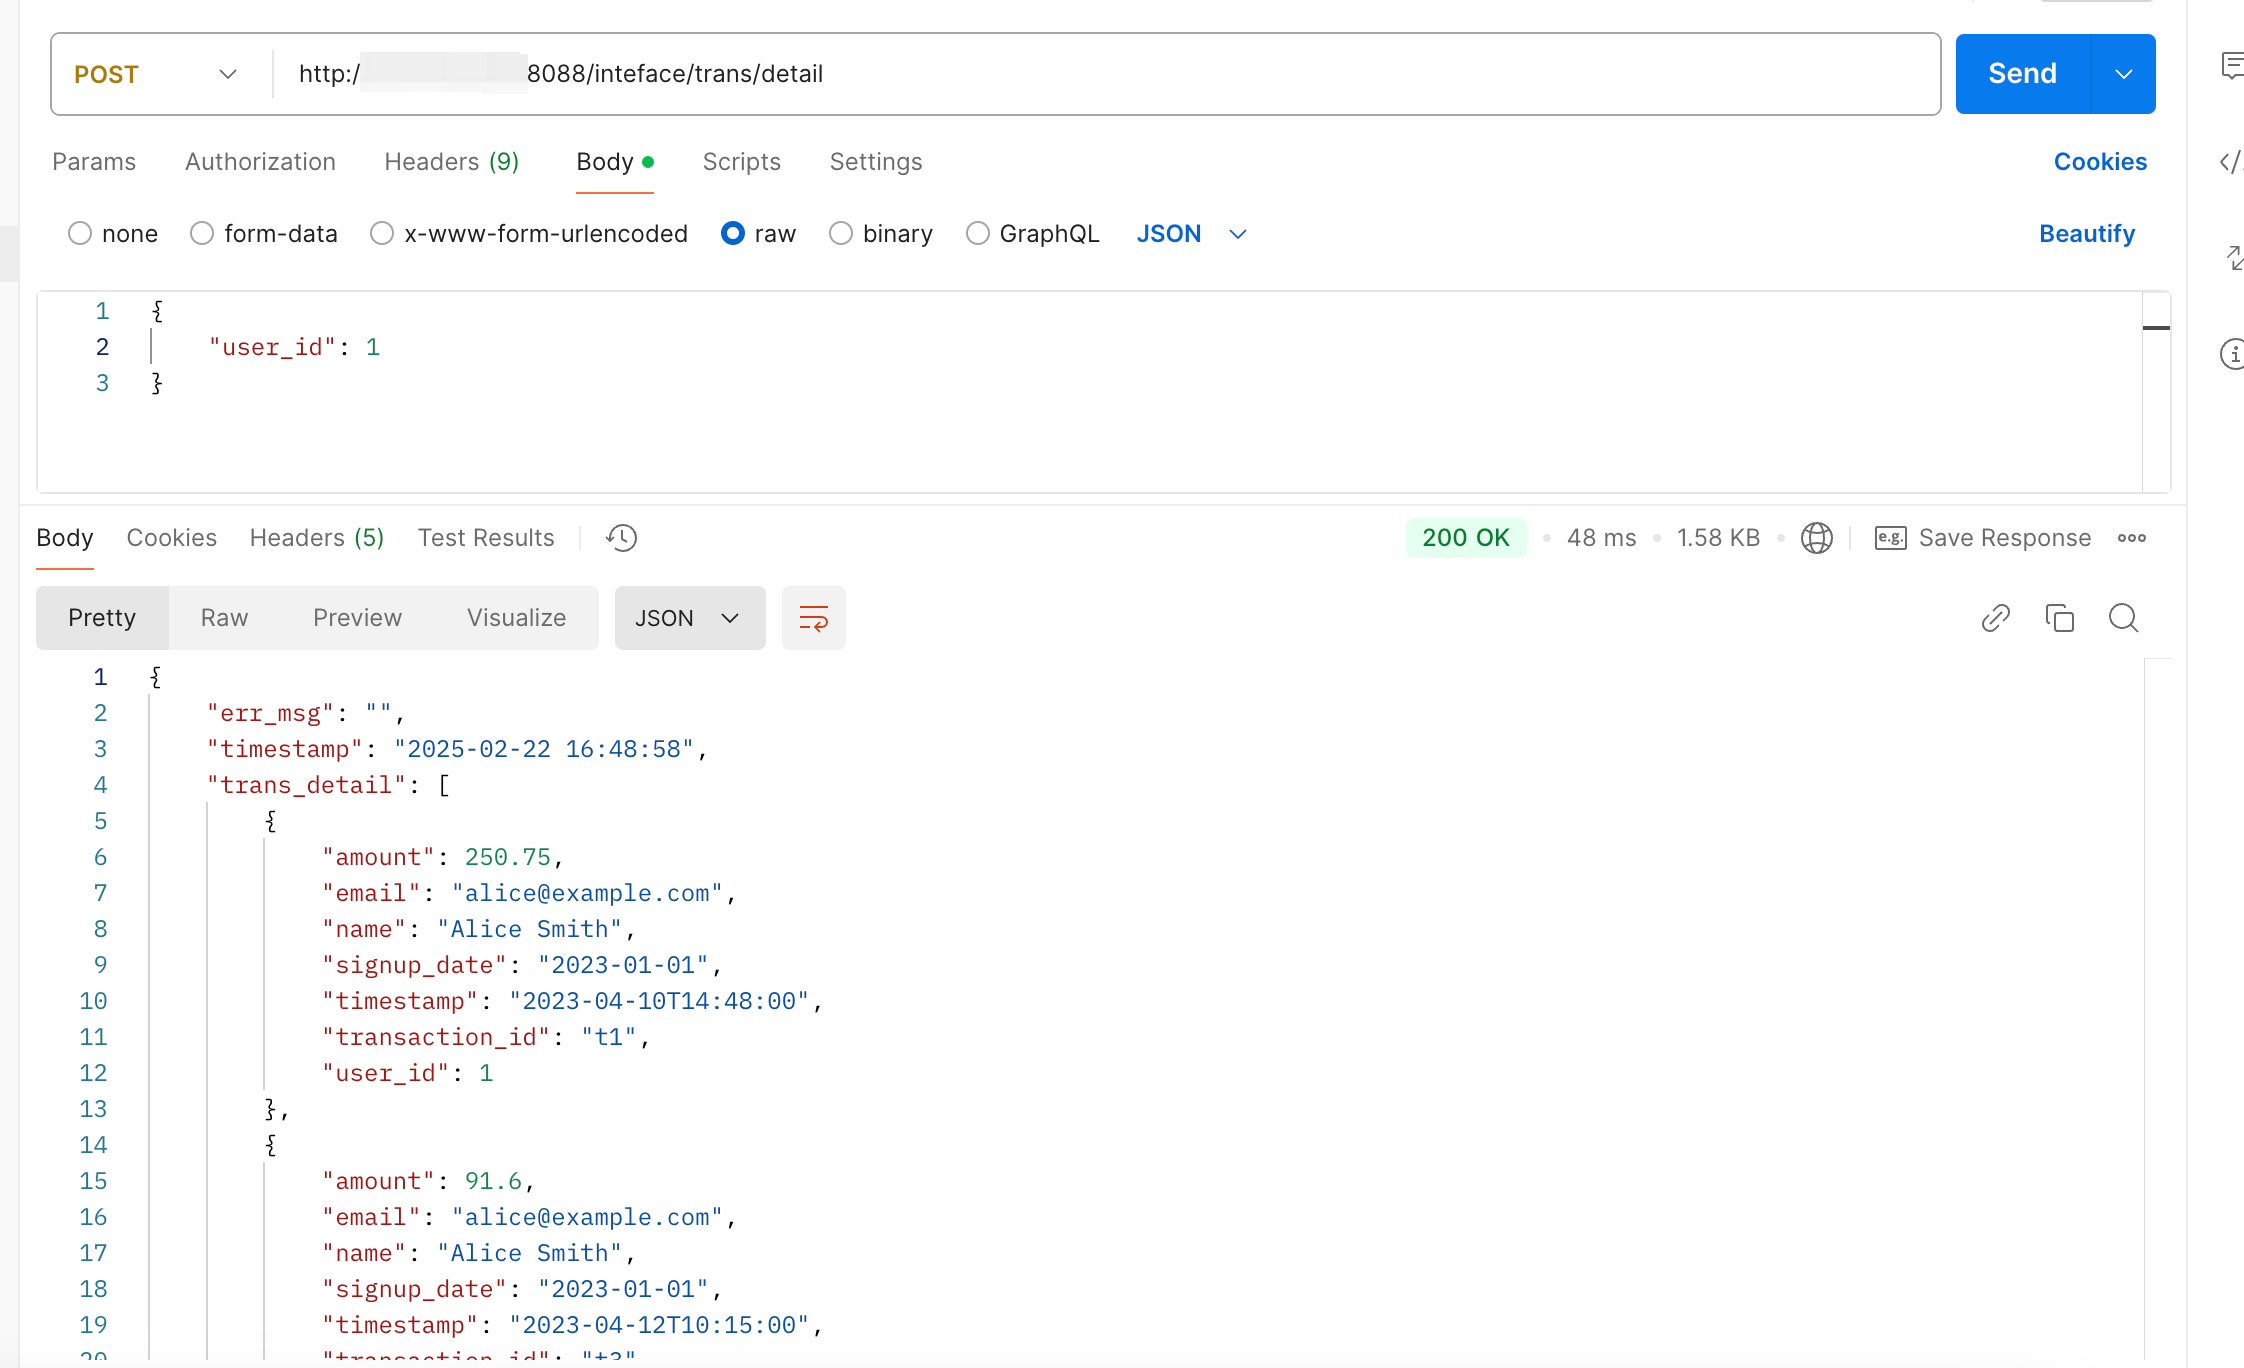 POST http:/ 8088/inteface/trans/detail Send
Params Authorization Headers (9) Body Scripts Settings Cookies
none form-data x-www-form-urlencoded raw binary GraphQL JSON Beautify
1 {
2 "user_id": 1
3 }
Body Cookies Headers (5) Test Results 200 OK 48 ms 1.58 KB e.g. Save Response
Pretty Raw Preview Visualize JSON
1 {
2 "err_msg": "",
3 "timestamp": "2025-02-22 16:48:58",
4 "trans_detail": [
5 {
6 "amount": 250.75,
7 "email": "alice@example.com",
8 "name": "Alice Smith",
9 "signup_date": "2023-01-01",
10 "timestamp": "2023-04-10T14:48:00",
11 "transaction_id": "t1",
12 "user_id": 1
13 },
14 {
15 "amount": 91.6,
16 "email": "alice@example.com",
17 "name": "Alice Smith",
18 "signup_date": "2023-01-01",
19 "timestamp": "2023-04-12T10:15:00",
20 "transaction_id": "t3"